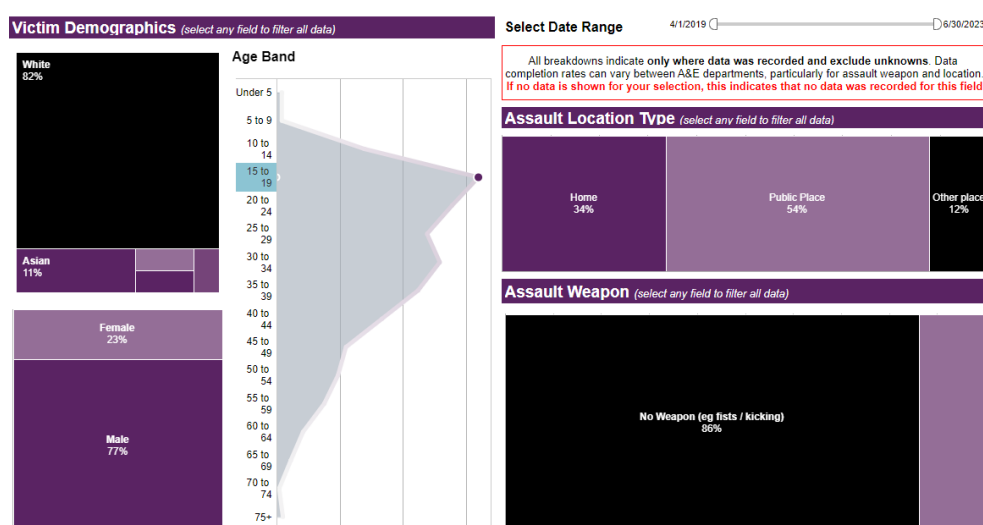 Victim Demographics (select any field to filter all data)
White
82%
Asian
11%
Female
23%
Male
77%
Age Band
Under 5
5 to 9
10 to
14
15 to
19
20 to
24
25 to
29
30 to
34
35 to
39
40 to
44
45 to
49
50 to
54
55 to
59
60 to
64
65 to
69
70 to
74
75+
Select Date Range
4/1/2019
6/30/2023
All breakdowns indicate only where data was recorded and exclude unknowns. Data
completion rates can vary between A&E departments, particularly for assault weapon and location.
If no data is shown for your selection, this indicates that no data was recorded for this field
Assault Location Type (select any field to filter all data)
Home
34%
Public Place
54%
Other place
12%
Assault Weapon (select any field to filter all data)
No Weapon (eg fists / kicking)
86%